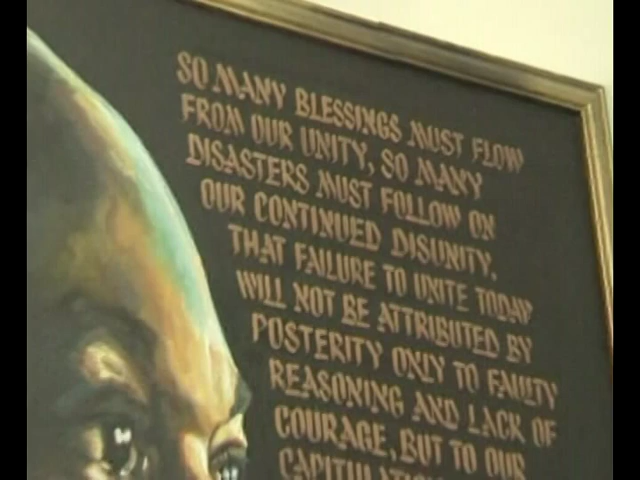 SO MANY BLESSINGS MUST FLOW
FROM OUR UNITY, SO MANY
DISASTERS MUST FOLLOW ON
OUR CONTINUED DISUNITY,
THAT FAILURE TO UNITE TODAY
WILL NOT BE ATTRIBUTED BY
POSTERITY ONLY TO FAULTY
REASONING AND LACK OF
COURAGE, BUT TO OUR